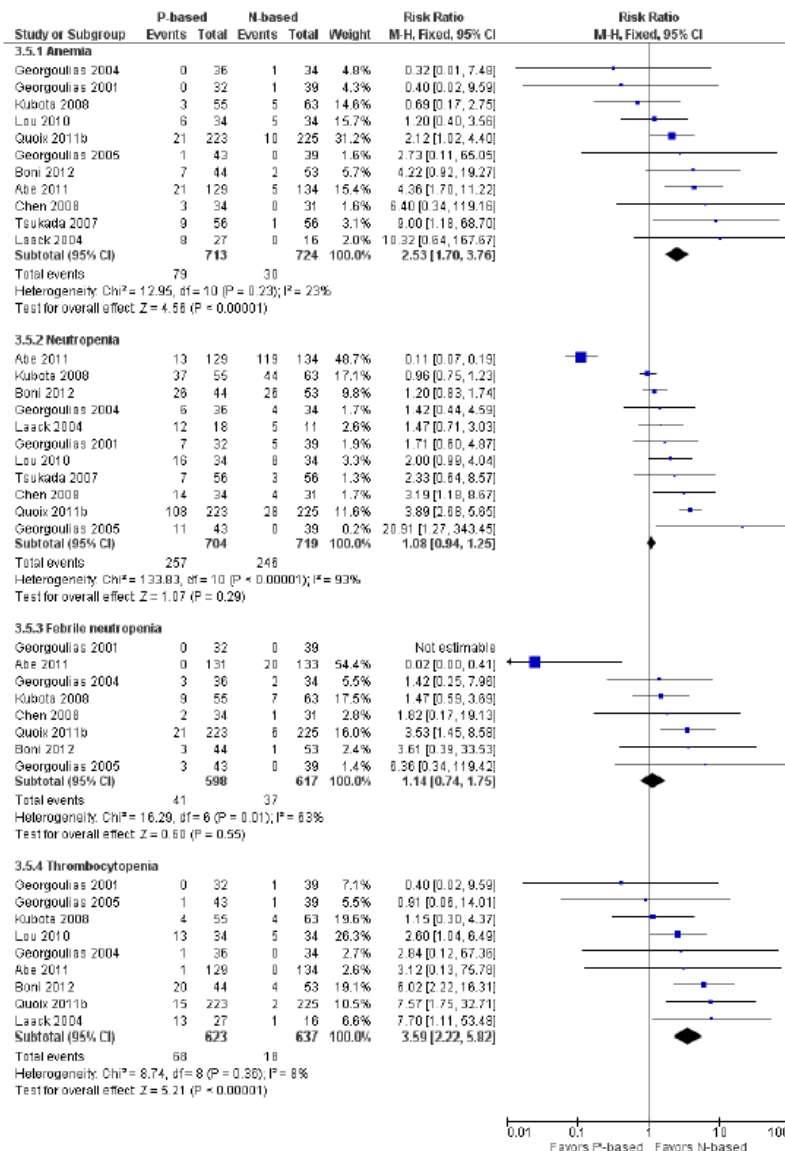 P-based N-based Risk Ratio Risk Ratio
Study or Subgroup Events Total Events Total Weight M-H, Fixed, 95% CI M-H, Fixed, 95% CI
3.5.1 Anemia
Georgoulias 2004 0 36 1 34 4.8% 0.32 [0.01, 7.48]
Georgoulias 2001 0 32 1 39 4.3% 0.40 [0.02, 9.59]
Kubota 2008 3 55 5 63 14.6% 0.69 [0.17, 2.75]
Lou 2010 6 34 5 34 15.7% 1.20 [0.40, 3.56]
Quoix 2011b 21 223 10 225 31.2% 2.12 [1.02, 4.40]
Georgoulias 2005 1 43 0 39 1.6% 2.73 [0.11, 65.05]
Boni 2012 7 44 2 53 5.7% 4.22 [0.92, 19.27]
Abe 2011 21 129 5 134 15.4% 4.36 [1.70, 11.22]
Chen 2008 3 34 0 31 1.6% 6.40 [0.34, 119.16]
Tsukada 2007 9 56 1 56 3.1% 9.00 [1.18, 68.70]
Laack 2004 8 27 0 16 2.0% 10.32 [0.64, 167.67]
Subtotal (95% CI) 713 724 100.0% 2.53 [1.70, 3.76]
Total events 79 30
Heterogeneity: Chi² = 12.95, df = 10 (P = 0.23); I² = 23%
Test for overall effect: Z = 4.56 (P < 0.00001)
3.5.2 Neutropenia
Abe 2011 13 129 119 134 48.7% 0.11 [0.07, 0.19]
Kubota 2008 37 55 44 63 17.1% 0.96 [0.75, 1.23]
Boni 2012 26 44 26 53 9.8% 1.20 [0.83, 1.74]
Georgoulias 2004 6 36 4 34 1.7% 1.42 [0.44, 4.59]
Laack 2004 12 18 5 11 2.6% 1.47 [0.71, 3.03]
Georgoulias 2001 7 32 5 39 1.9% 1.71 [0.60, 4.87]
Lou 2010 16 34 8 34 3.3% 2.00 [0.99, 4.04]
Tsukada 2007 7 56 3 56 1.2% 2.33 [0.64, 8.57]
Chen 2008 14 34 4 31 1.7% 3.19 [1.18, 8.67]
Quoix 2011b 108 223 28 225 11.6% 3.89 [2.68, 5.65]
Georgoulias 2005 11 43 0 39 0.2% 20.91 [1.27, 343.45]
Subtotal (95% CI) 704 719 100.0% 1.08 [0.94, 1.25]
Total events 257 246
Heterogeneity: Chi² = 133.83, df = 10 (P < 0.00001); I² = 93%
Test for overall effect: Z = 1.07 (P = 0.29)
3.5.3 Febrile neutropenia
Georgoulias 2001 0 32 0 39 Not estimable
Abe 2011 0 131 20 133 54.4% 0.02 [0.00, 0.41]
Georgoulias 2004 3 36 2 34 5.5% 1.42 [0.25, 7.96]
Kubota 2008 9 55 7 63 17.5% 1.47 [0.59, 3.69]
Chen 2008 2 34 1 31 2.8% 1.82 [0.17, 19.13]
Quoix 2011b 21 223 6 225 16.0% 3.53 [1.45, 8.58]
Boni 2012 3 44 1 53 2.4% 3.61 [0.39, 33.53]
Georgoulias 2005 3 43 0 39 1.4% 6.36 [0.34, 119.42]
Subtotal (95% CI) 598 617 100.0% 1.14 [0.74, 1.75]
Total events 41 37
Heterogeneity: Chi² = 16.29, df = 6 (P = 0.01); I² = 63%
Test for overall effect: Z = 0.60 (P = 0.55)
3.5.4 Thrombocytopenia
Georgoulias 2001 0 32 1 39 7.1% 0.40 [0.02, 9.59]
Georgoulias 2005 1 43 1 39 5.5% 0.91 [0.06, 14.01]
Kubota 2008 4 55 4 63 19.6% 1.15 [0.30, 4.37]
Lou 2010 13 34 5 34 26.3% 2.60 [1.04, 6.49]
Georgoulias 2004 1 36 0 34 2.7% 2.84 [0.12, 67.36]
Abe 2011 1 129 0 134 2.6% 3.12 [0.13, 75.78]
Boni 2012 20 44 4 53 19.1% 6.02 [2.22, 16.31]
Quoix 2011b 15 223 2 225 10.5% 7.57 [1.75, 32.71]
Laack 2004 13 27 1 16 6.6% 7.70 [1.11, 53.48]
Subtotal (95% CI) 623 637 100.0% 3.59 [2.22, 5.82]
Total events 68 18
Heterogeneity: Chi² = 8.74, df = 8 (P = 0.36); I² = 8%
Test for overall effect: Z = 5.21 (P < 0.00001)
0.01 0.1 1 10 100
Favors P-based Favors N-based